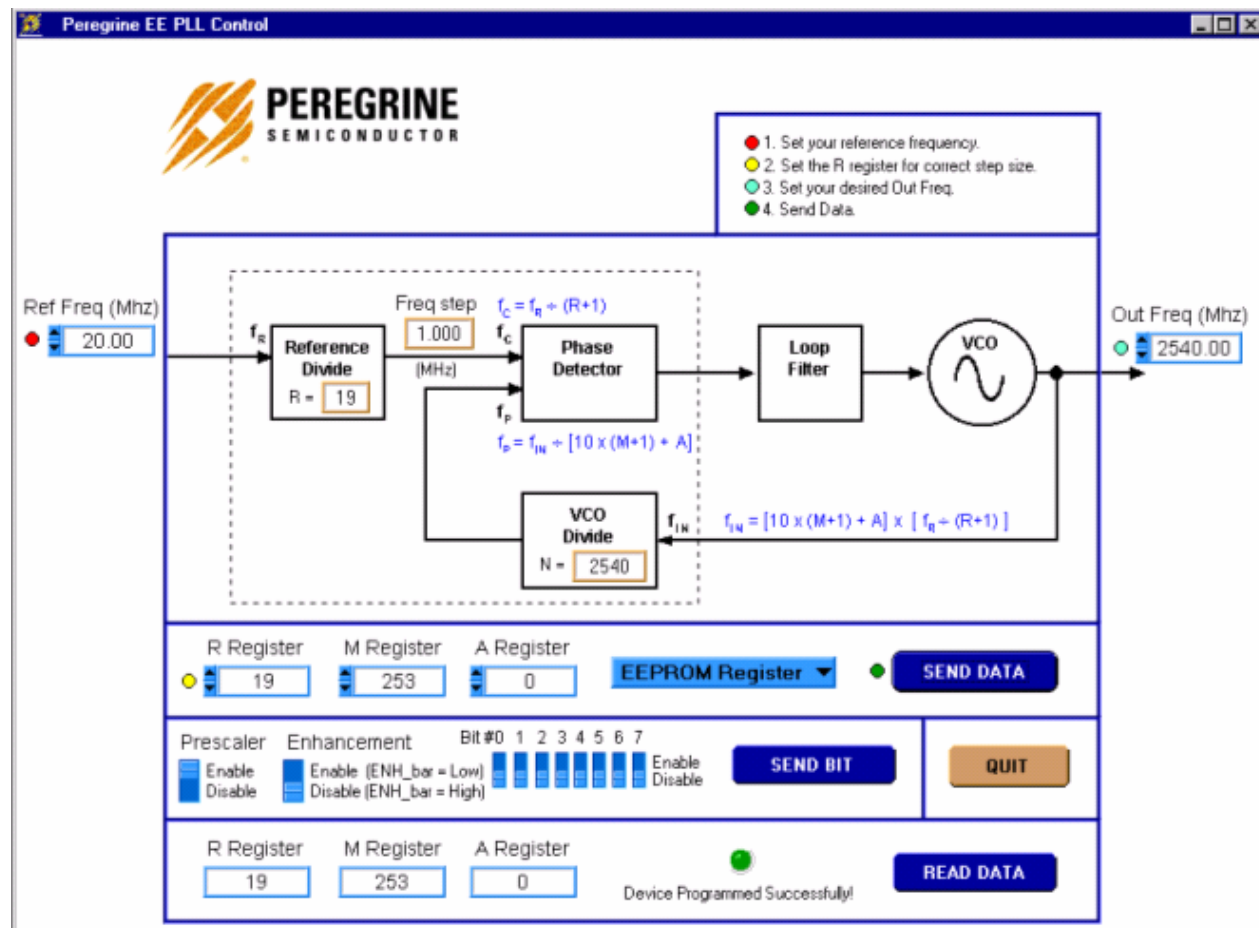 Peregrine EE PLL Control
PEREGRINE
SEMICONDUCTOR
1. Set your reference frequency.
2. Set the R register for correct step size.
3. Set your desired Out Freq.
4. Send Data.
Ref Freq (Mhz)
20.00
f_R
Reference
Divide
R = 19
Freq step
1.000
(MHz)
f_C = f_R ÷ (R+1)
f_C
Phase
Detector
f_P
f_P = f_IN ÷ [10 x (M+1) + A]
Loop
Filter
VCO
Out Freq (Mhz)
2540.00
VCO
Divide
N = 2540
f_IN
f_IN = [10 x (M+1) + A] x [ f_R ÷ (R+1) ]
R Register M Register A Register
19 253 0
EEPROM Register
SEND DATA
Prescaler
Enable
Disable
Enhancement
Enable (ENH_bar = Low)
Disable (ENH_bar = High)
Bit #0 1 2 3 4 5 6 7
Enable
Disable
SEND BIT
QUIT
R Register M Register A Register
19 253 0
Device Programmed Successfully!
READ DATA